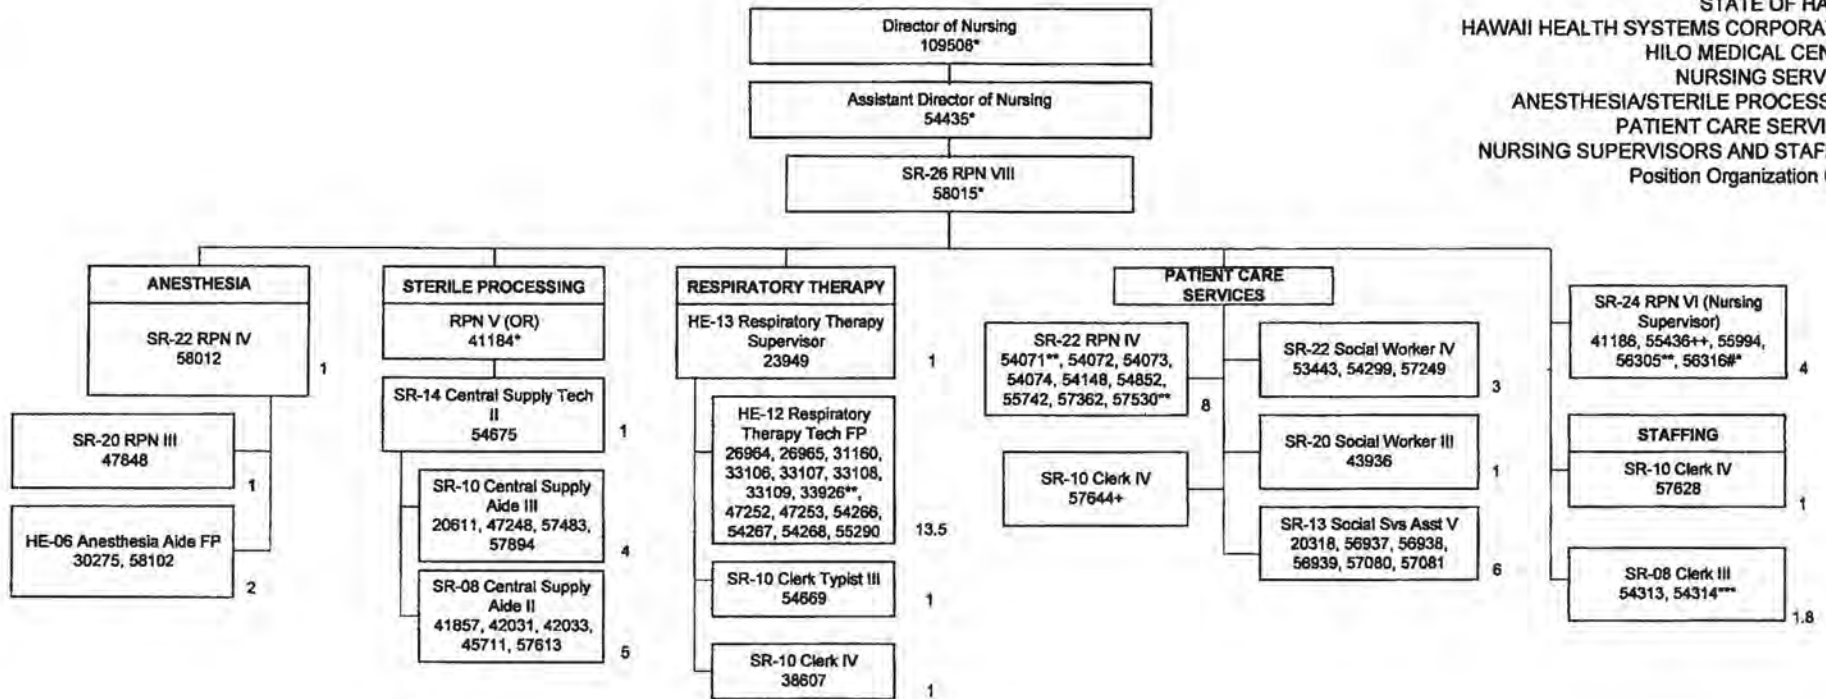 STATE OF
HAWAII HEALTH SYSTEMS
HILO MEDICAL
NURSING
ANESTHESIA/STERILE
PATIENT CARE
NURSING SUPERVISORS AND
Position Organization
Director of Nursing
109508*
Assistant Director of Nursing
54435*
SR-26 RPN VIII
58015*
ANESTHESIA
SR-22 RPN IV
58012
1
SR-20 RPN III
47848
1
HE-06 Anesthesia Aide FP
30275, 58102
2
STERILE PROCESSING
RPN V (OR)
41184*
SR-14 Central Supply Tech
II
54675
1
SR-10 Central Supply
Aide III
20611, 47248, 57483,
57894
4
SR-08 Central Supply
Aide II
41857, 42031, 42033,
45711, 57613
5
RESPIRATORY THERAPY
HE-13 Respiratory Therapy
Supervisor
23949
1
HE-12 Respiratory
Therapy Tech FP
26964, 26965, 31160,
33106, 33107, 33108,
33109, 33926**,
47252, 47253, 54266,
54267, 54268, 55290
13.5
SR-10 Clerk Typist III
54669
1
SR-10 Clerk IV
38607
1
PATIENT CARE
SERVICES
SR-22 RPN IV
54071**, 54072, 54073,
54074, 54148, 54852,
55742, 57362, 57530**
8
SR-10 Clerk IV
57644+
SR-22 Social Worker IV
53443, 54299, 57249
3
SR-20 Social Worker III
43936
1
SR-13 Social Svs Asst V
20318, 56937, 56938,
56939, 57080, 57081
6
SR-24 RPN VI (Nursing
Supervisor)
41186, 55436++, 55994,
56305**, 56316#*
4
STAFFING
SR-10 Clerk IV
57628
1
SR-08 Clerk III
54313, 54314***
1.8